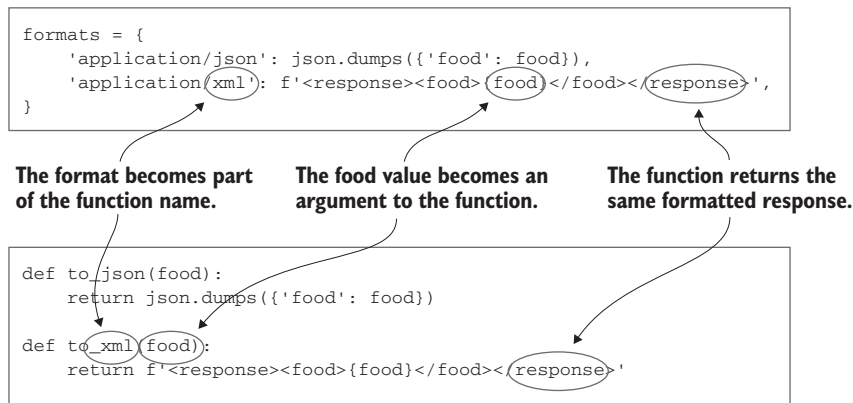 formats = {
    'application/json': json.dumps({'food': food}),
    'application/xml': f'<response><food>{food}</food></response>',
}
The format becomes part
of the function name.
The food value becomes an
argument to the function.
The function returns the
same formatted response.
def to_json(food):
    return json.dumps({'food': food})
def to_xml(food):
    return f'<response><food>{food}</food></response>'